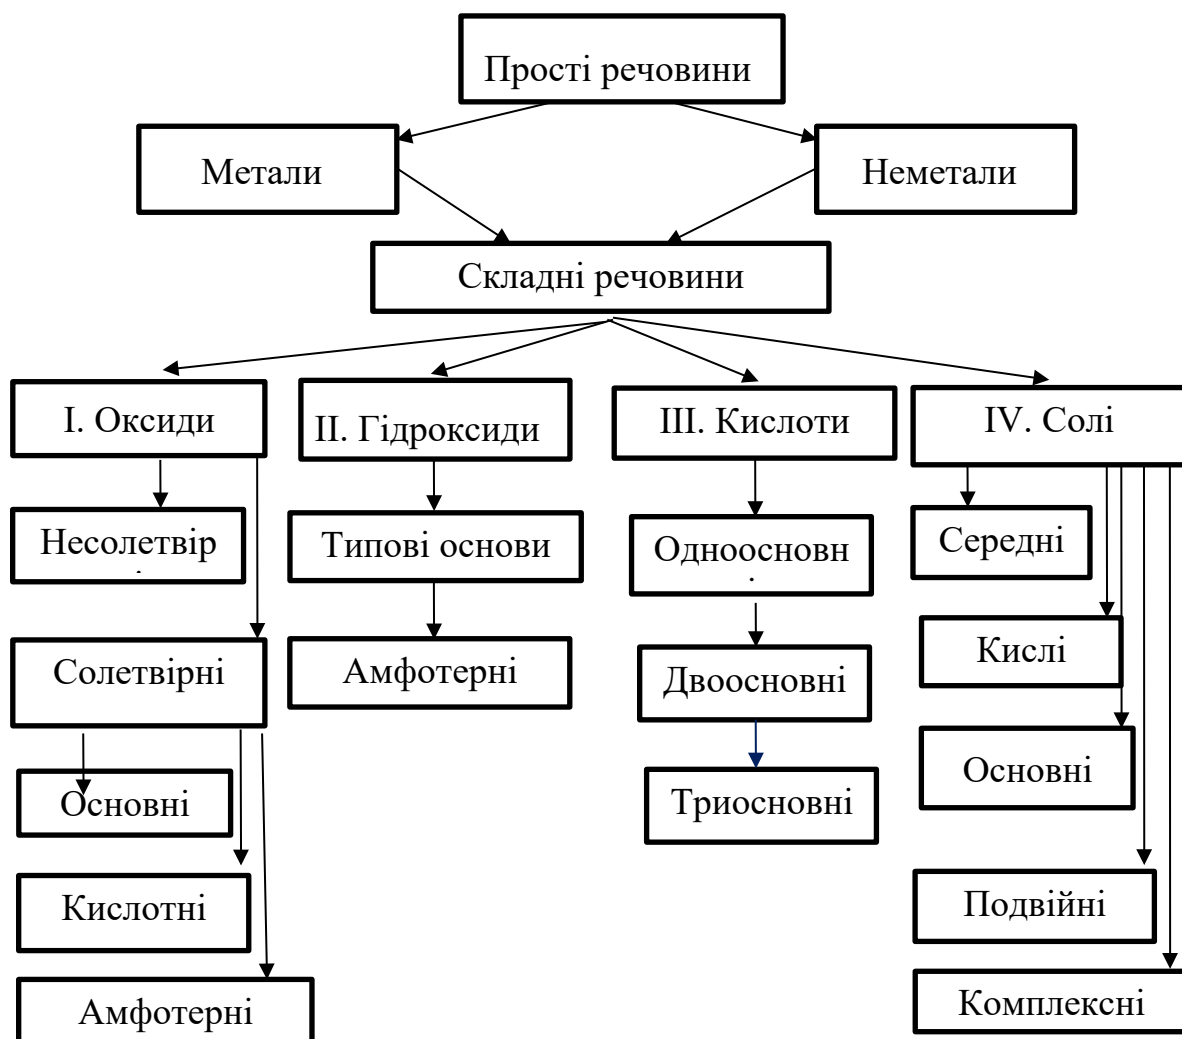 Прості речовини
Метали
Неметали
Складні речовини
І. Оксиди
ІІ. Гідроксиди
ІІІ. Кислоти
IV. Солі
Несолетвір
Типові основи
Одноосновн
Середні
Солетвірні
Амфотерні
Двоосновні
Кислі
Основні
Триосновні
Основні
Кислотні
Подвійні
Амфотерні
Комплексні